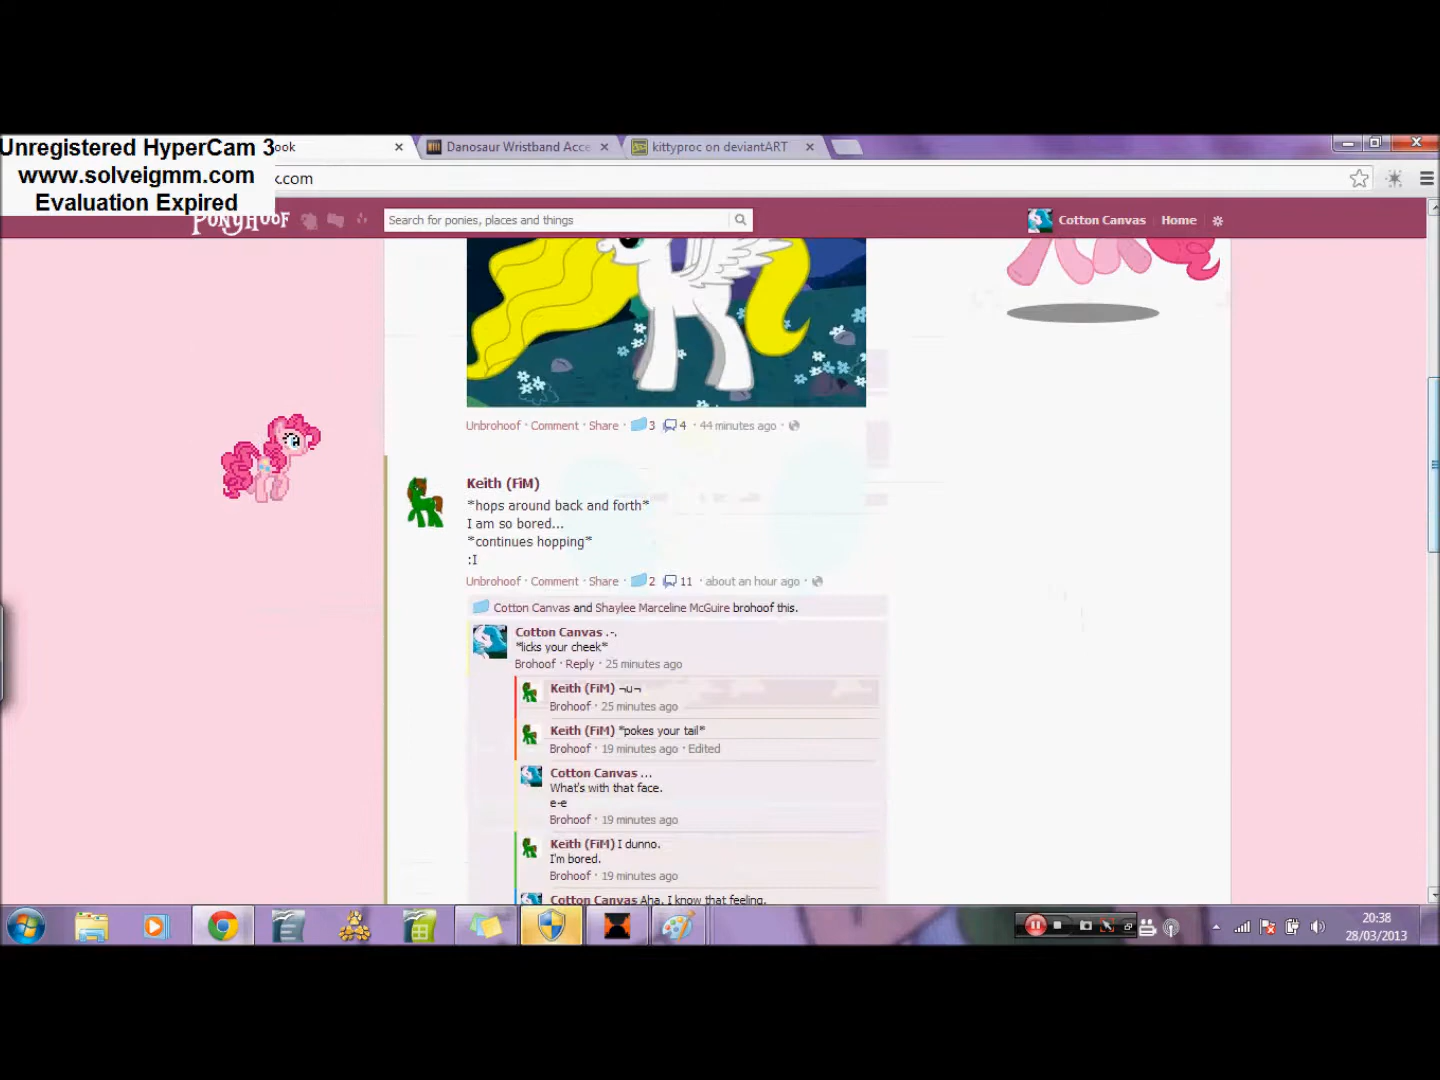 Unregistered HyperCam 3
www.solveigmm.com
Evaluation Expired
ook
Danosaur Wristband Acce
kittyproc on deviantART
k.com
PONYHOOF
Search for ponies, places and things
Cotton Canvas
Home
Unbrohoof · Comment · Share · 3 4 · 44 minutes ago ·
Keith (FiM)
*hops around back and forth*
I am so bored...
*continues hopping*
:I
Unbrohoof · Comment · Share · 2 11 · about an hour ago ·
Cotton Canvas and Shaylee Marceline McGuire brohoof this.
Cotton Canvas .-.
*licks your cheek*
Brohoof · Reply · 25 minutes ago
Keith (FiM) ¬u¬
Brohoof · 25 minutes ago
Keith (FiM) *pokes your tail*
Brohoof · 19 minutes ago · Edited
Cotton Canvas ...
What's with that face.
e-e
Brohoof · 19 minutes ago
Keith (FiM) I dunno.
I'm bored.
Brohoof · 19 minutes ago
Cotton Canvas Aha. I know that feeling.
20:38
28/03/2013